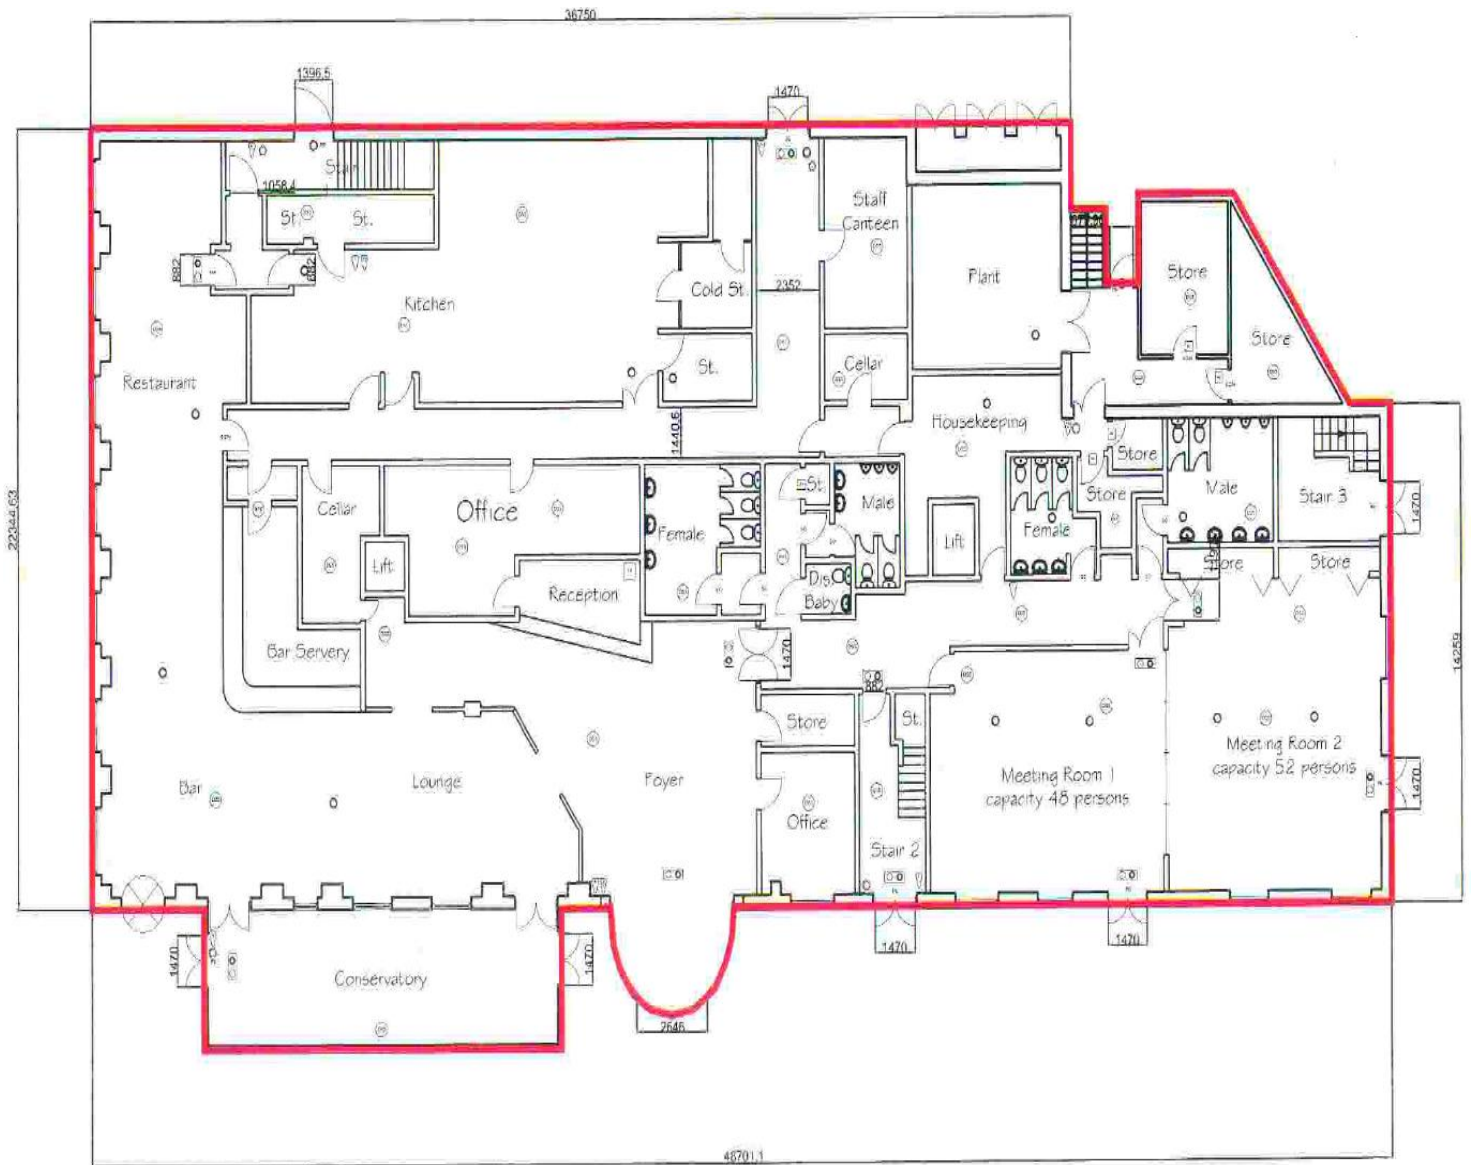 36750
1396.5
1470
Stair
1058.4
St.
St.
Staff
Canteen
882
882
Kitchen
Cold St.
2352
Plant
Store
Store
Restaurant
St.
Cellar
1440.6
Housekeeping
Store
Cellar
Office
Female
St.
Male
Store
Male
Stair 3
1470
22344.63
Lift
Reception
Dis.
Baby
Lift
Female
Store
Store
Bar Servery
1470
882
14259
Store
St.
Bar
Lounge
Foyer
Office
Stair 2
Meeting Room 1
capacity 48 persons
Meeting Room 2
capacity 52 persons
1470
1470
Conservatory
1470
2646
1470
1470
48701.1